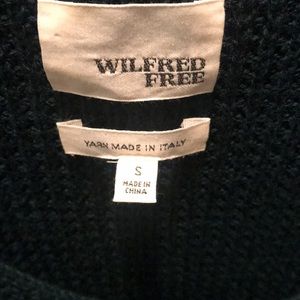 WILFRED
FREE
YARN MADE IN ITALY
S
MADE IN
CHINA